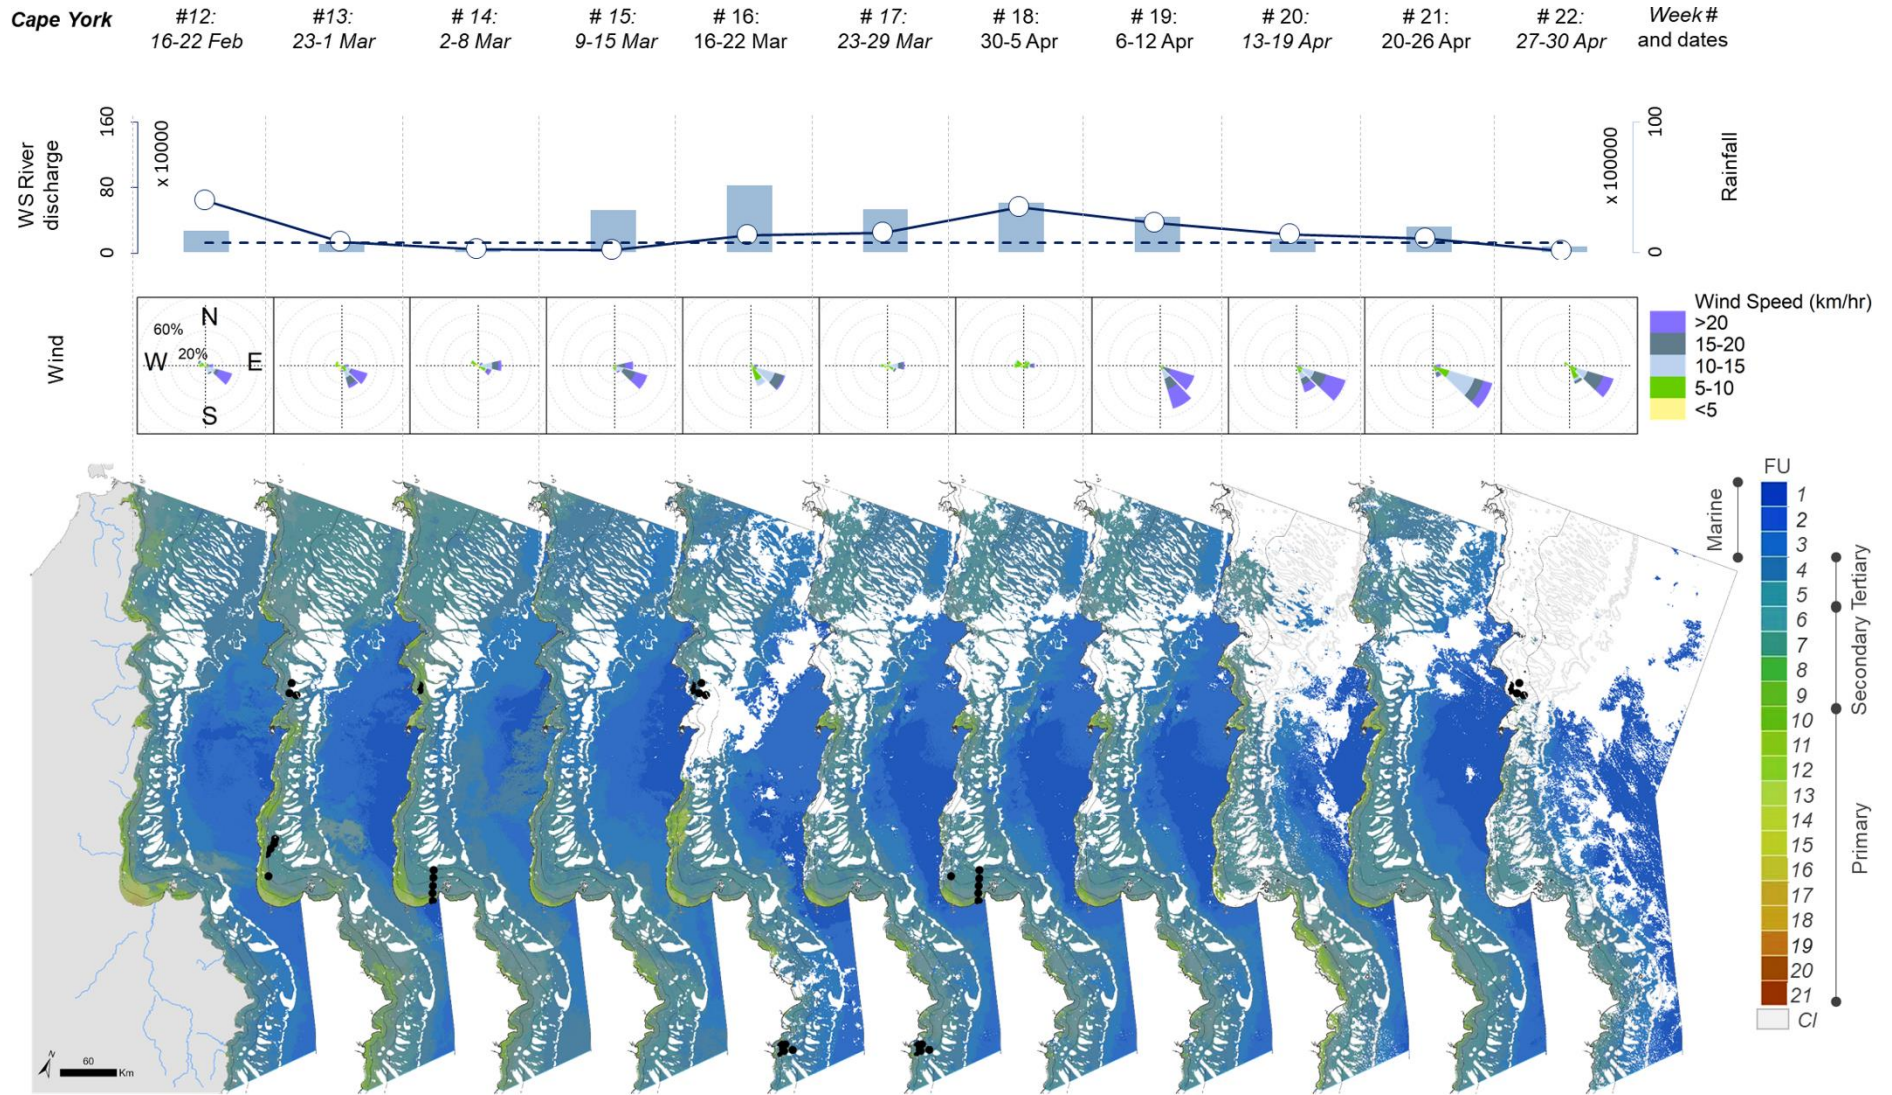 Cape York
#12: #13: # 14: # 15: # 16: # 17: # 18: # 19: # 20: # 21: # 22: Week #
16-22 Feb 23-1 Mar 2-8 Mar 9-15 Mar 16-22 Mar 23-29 Mar 30-5 Apr 6-12 Apr 13-19 Apr 20-26 Apr 27-30 Apr and dates
WS River
discharge
160
80
0
x 10000
x 100000
100
0
Rainfall
Wind
N
60%
20%
W
E
S
Wind Speed (km/hr)
>20
15-20
10-15
5-10
<5
FU
1
2
3
4
5
6
7
8
9
10
11
12
13
14
15
16
17
18
19
20
21
Cl
Marine
Tertiary
Secondary
Primary
N
60
Km